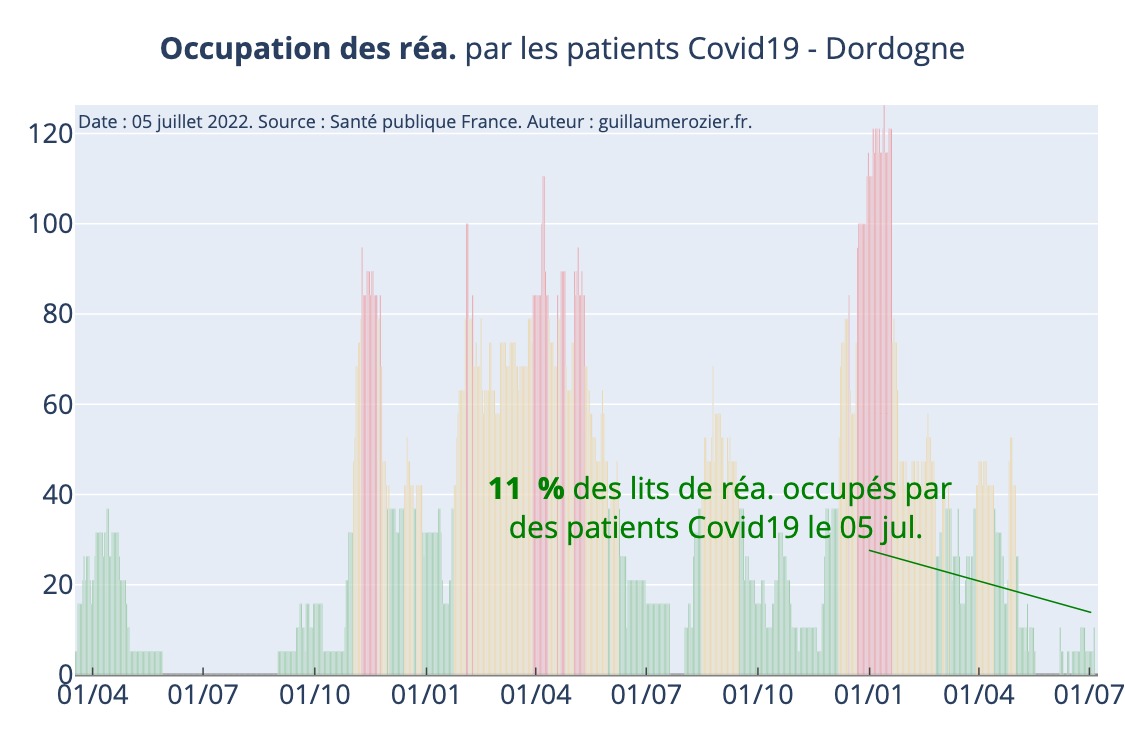 Occupation des réa. par les patients Covid19 - Dordogne
Date : 05 juillet 2022. Source : Santé publique France. Auteur : guillaumerozier.fr.
120
100
80
60
40
20
0
11 % des lits de réa. occupés par
des patients Covid19 le 05 jul.
01/04 01/07 01/10 01/01 01/04 01/07 01/10 01/01 01/04 01/07